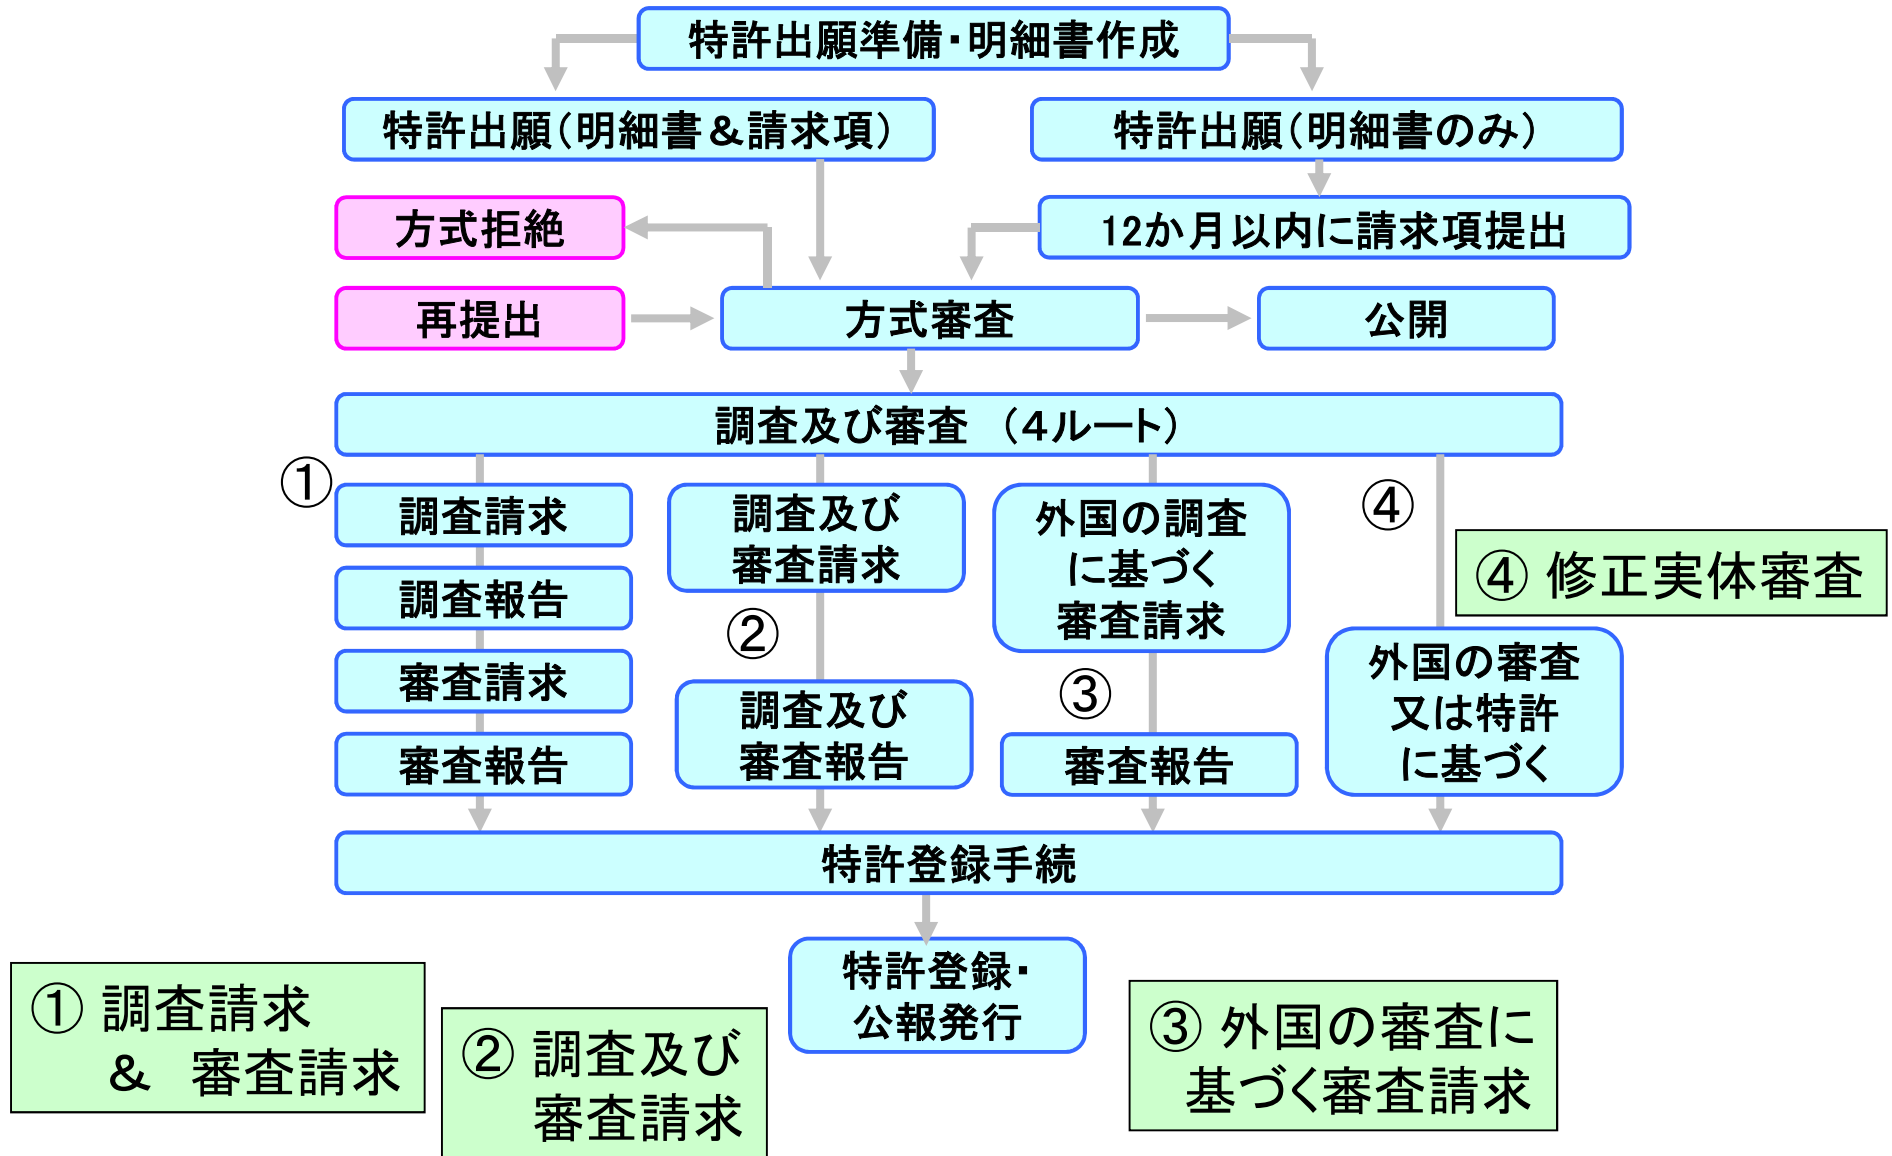 特許出願準備・明細書作成
特許出願（明細書＆請求項）
特許出願（明細書のみ）
方式拒絶
12か月以内に請求項提出
再提出
方式審査
公開
調査及び審査　（４ルート）
①
調査請求
調査報告
審査請求
審査報告
調査及び
審査請求
②
調査及び
審査報告
外国の調査
に基づく
審査請求
③
審査報告
④
④ 修正実体審査
外国の審査
又は特許
に基づく
特許登録手続
特許登録・
公報発行
① 調査請求
＆　審査請求
② 調査及び
審査請求
③ 外国の審査に
基づく審査請求